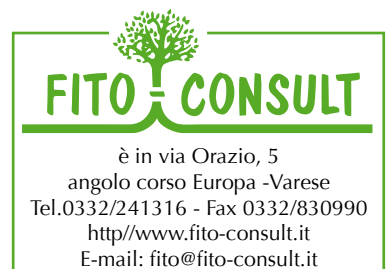 FITO-CONSULT
è in via Orazio, 5
angolo corso Europa -Varese
Tel.0332/241316 - Fax 0332/830990
http//www.fito-consult.it
E-mail: fito@fito-consult.it